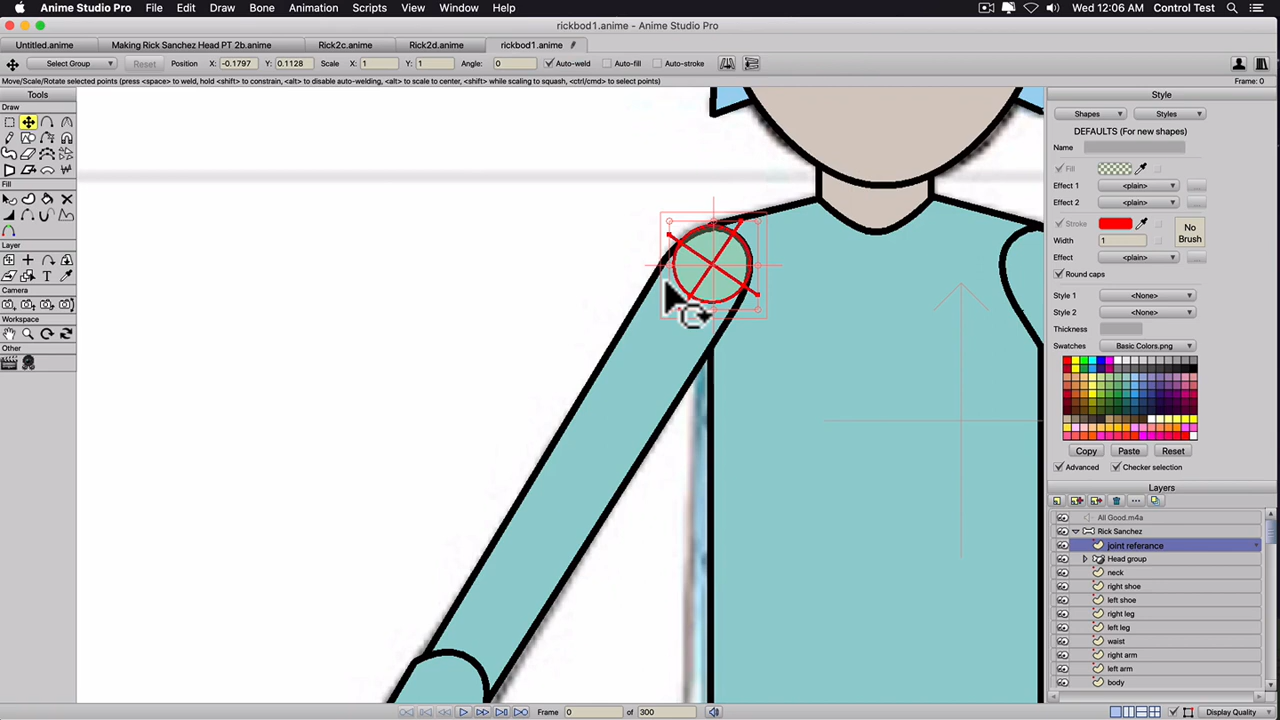 Anime Studio Pro File Edit Draw Bone Animation Scripts View Window Help Wed 12:06 AM Control Test
rickbod1.anime - Anime Studio Pro
Untitled.anime Making Rick Sanchez Head PT 2b.anime Rick2c.anime Rick2d.anime rickbod1.anime
Select Group Reset Position X: -0.1797 Y: 0.1128 Scale X: 1 Y: 1 Angle: 0 Auto-weld Auto-fill Auto-stroke
Move/Scale/Rotate selected points (press <space> to weld, hold <shift> to constrain, <alt> to disable auto-welding, <alt> to scale to center, <shift> while scaling to squash, <ctrl/cmd> to select points) Frame: 0
Tools
Draw
Fill
Layer
Camera
Workspace
Other
Style
Shapes Styles
DEFAULTS (For new shapes)
Name
Fill
Effect 1 <plain> ...
Effect 2 <plain> ...
Stroke
Width 1
No
Brush
Effect <plain> ...
Round caps
Style 1 <None>
Style 2 <None>
Thickness
Swatches Basic Colors.png
Copy Paste Reset
Advanced Checker selection
Layers
All Good.m4a
Rick Sanchez
joint referance
Head group
neck
right shoe
left shoe
right leg
left leg
waist
right arm
left arm
body
Frame 0 of 300 Display Quality